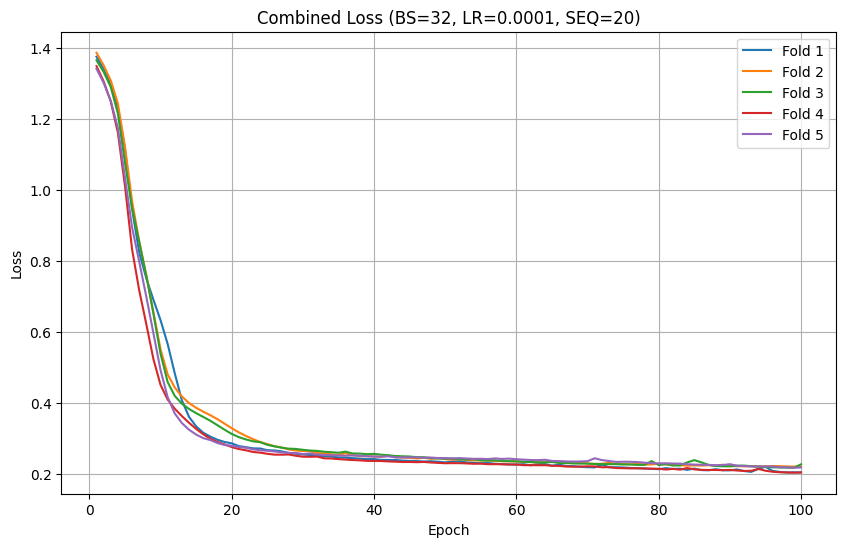 Combined Loss (BS=32, LR=0.0001, SEQ=20)
Loss
1.4
1.2
1.0
0.8
0.6
0.4
0.2
Fold 1
Fold 2
Fold 3
Fold 4
Fold 5
0 20 40 60 80 100
Epoch